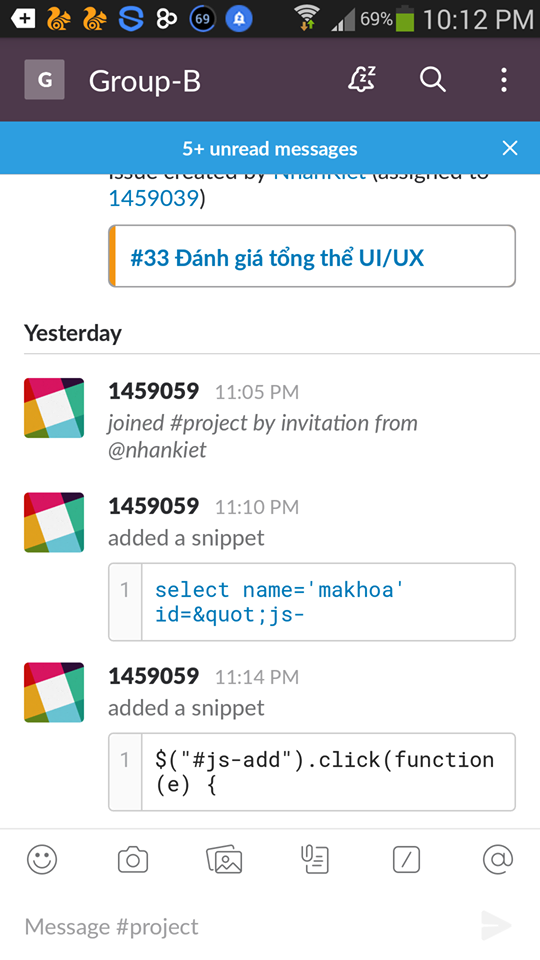 69
69% 10:12 PM
G Group-B
5+ unread messages
issue created by NhanKiet (assigned to
1459039)
#33 Đánh giá tổng thể UI/UX
Yesterday
1459059 11:05 PM
joined #project by invitation from
@nhankiet
1459059 11:10 PM
added a snippet
1 select name='makhoa'
id=&quot;js-
1459059 11:14 PM
added a snippet
1 $("#js-add").click(function
(e) {
Message #project